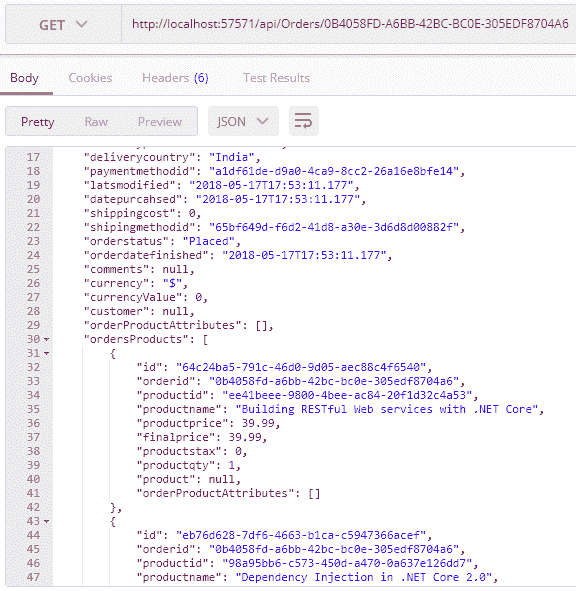 GET http://localhost:57571/api/Orders/0B4058FD-A6BB-42BC-BC0E-305EDF8704A6
Body Cookies Headers (6) Test Results
Pretty Raw Preview JSON
17 "deliverycountry": "India",
18 "paymentmethodid": "a1df61de-d9a0-4ca9-8cc2-26a16e8bfe14",
19 "latsmodified": "2018-05-17T17:53:11.177",
20 "datepurcahsed": "2018-05-17T17:53:11.177",
21 "shippingcost": 0,
22 "shipingmethodid": "65bf649d-f6d2-41d8-a30e-3d6d8d00882f",
23 "orderstatus": "Placed",
24 "orderdatefinished": "2018-05-17T17:53:11.177",
25 "comments": null,
26 "currency": "$",
27 "currencyValue": 0,
28 "customer": null,
29 "orderProductAttributes": [],
30 "ordersProducts": [
31 {
32 "id": "64c24ba5-791c-46d0-9d05-aec88c4f6540",
33 "orderid": "0b4058fd-a6bb-42bc-bc0e-305edf8704a6",
34 "productid": "ee41beee-9800-4bee-ac84-20f1d32c4a53",
35 "productname": "Building RESTful Web services with .NET Core",
36 "productprice": 39.99,
37 "finalprice": 39.99,
38 "productstax": 0,
39 "productqty": 1,
40 "product": null,
41 "orderProductAttributes": []
42 },
43 {
44 "id": "eb76d628-7df6-4663-b1ca-c5947366acef",
45 "orderid": "0b4058fd-a6bb-42bc-bc0e-305edf8704a6",
46 "productid": "98a95bb6-c573-450d-a470-0a637e126dd7",
47 "productname": "Dependency Injection in .NET Core 2.0",